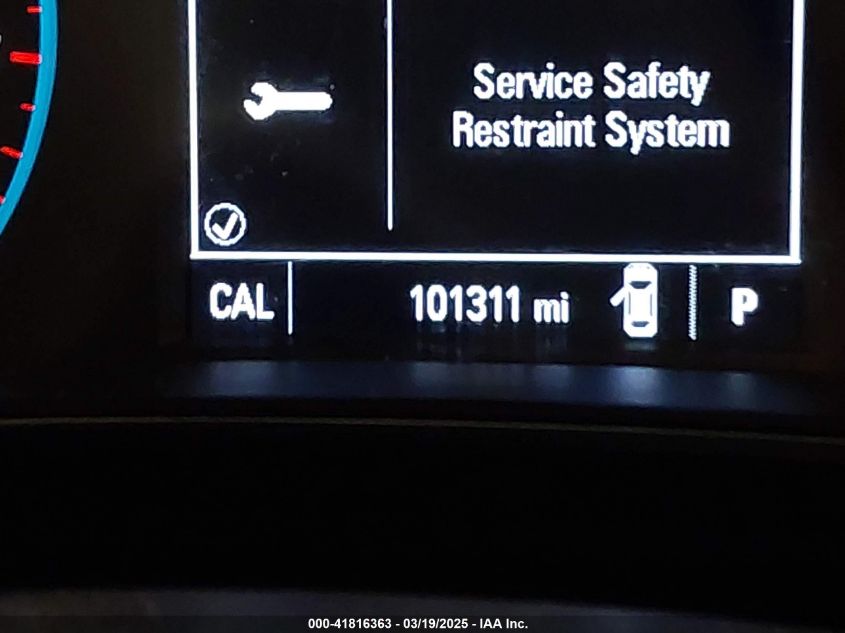 Service Safety
Restraint System
CAL 101311 mi P
000-41816363 - 03/19/2025 - IAA Inc.